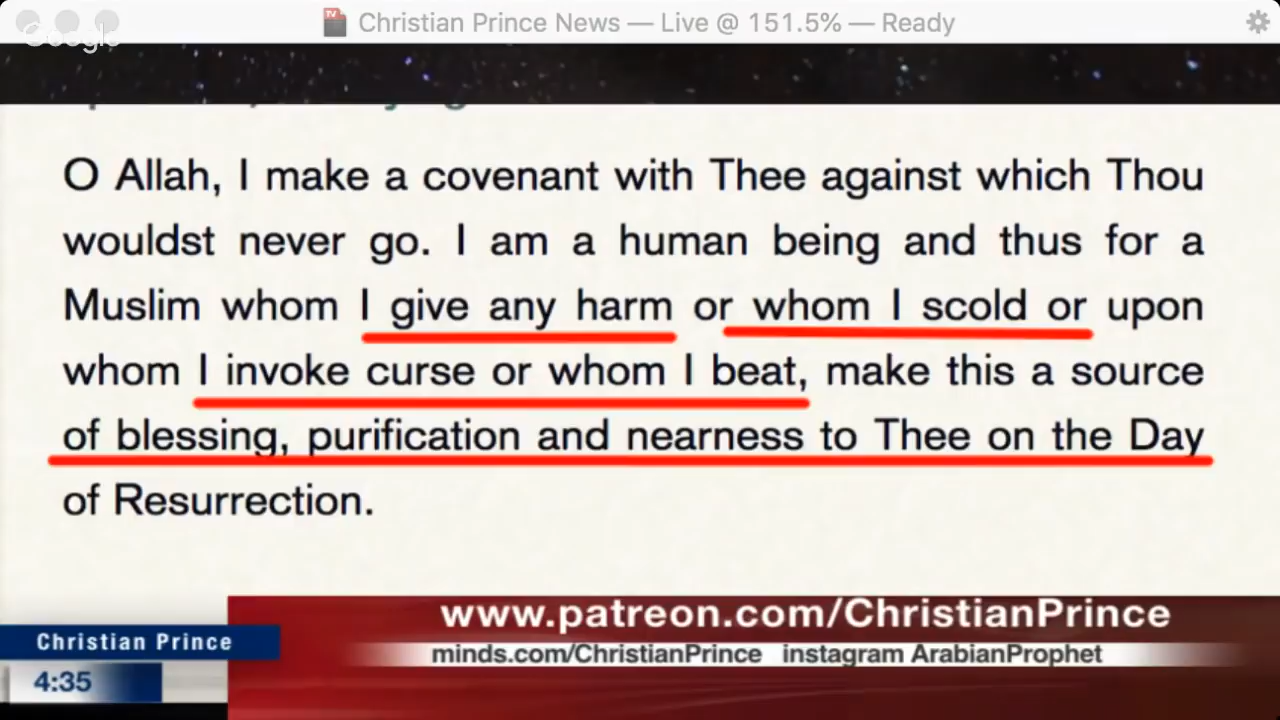 Christian Prince News — Live @ 151.5% — Ready
Google
O Allah, I make a covenant with Thee against which Thou
wouldst never go. I am a human being and thus for a
Muslim whom I give any harm or whom I scold or upon
whom I invoke curse or whom I beat, make this a source
of blessing, purification and nearness to Thee on the Day
of Resurrection.
www.patreon.com/ChristianPrince
Christian Prince
minds.com/ChristianPrince instagram ArabianProphet
4:35